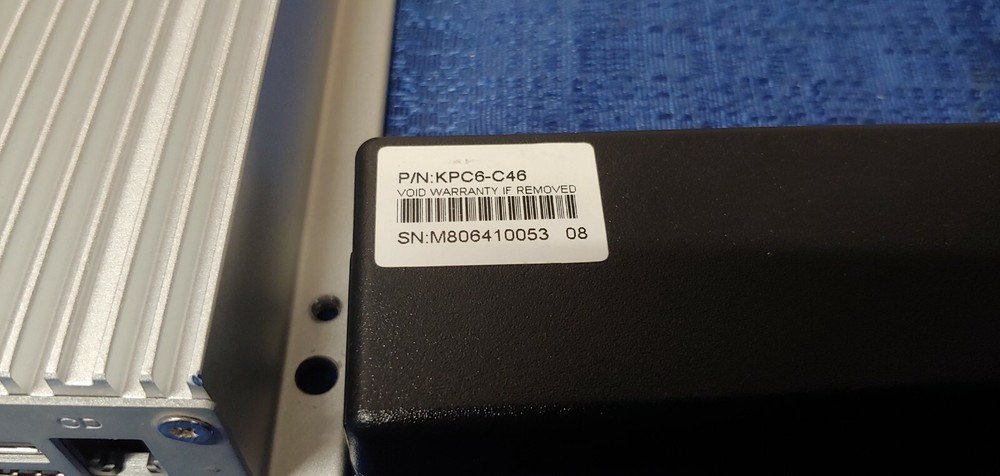 P/N:KPC6-C46
VOID WARRANTY IF REMOVED
SN:M806410053 08